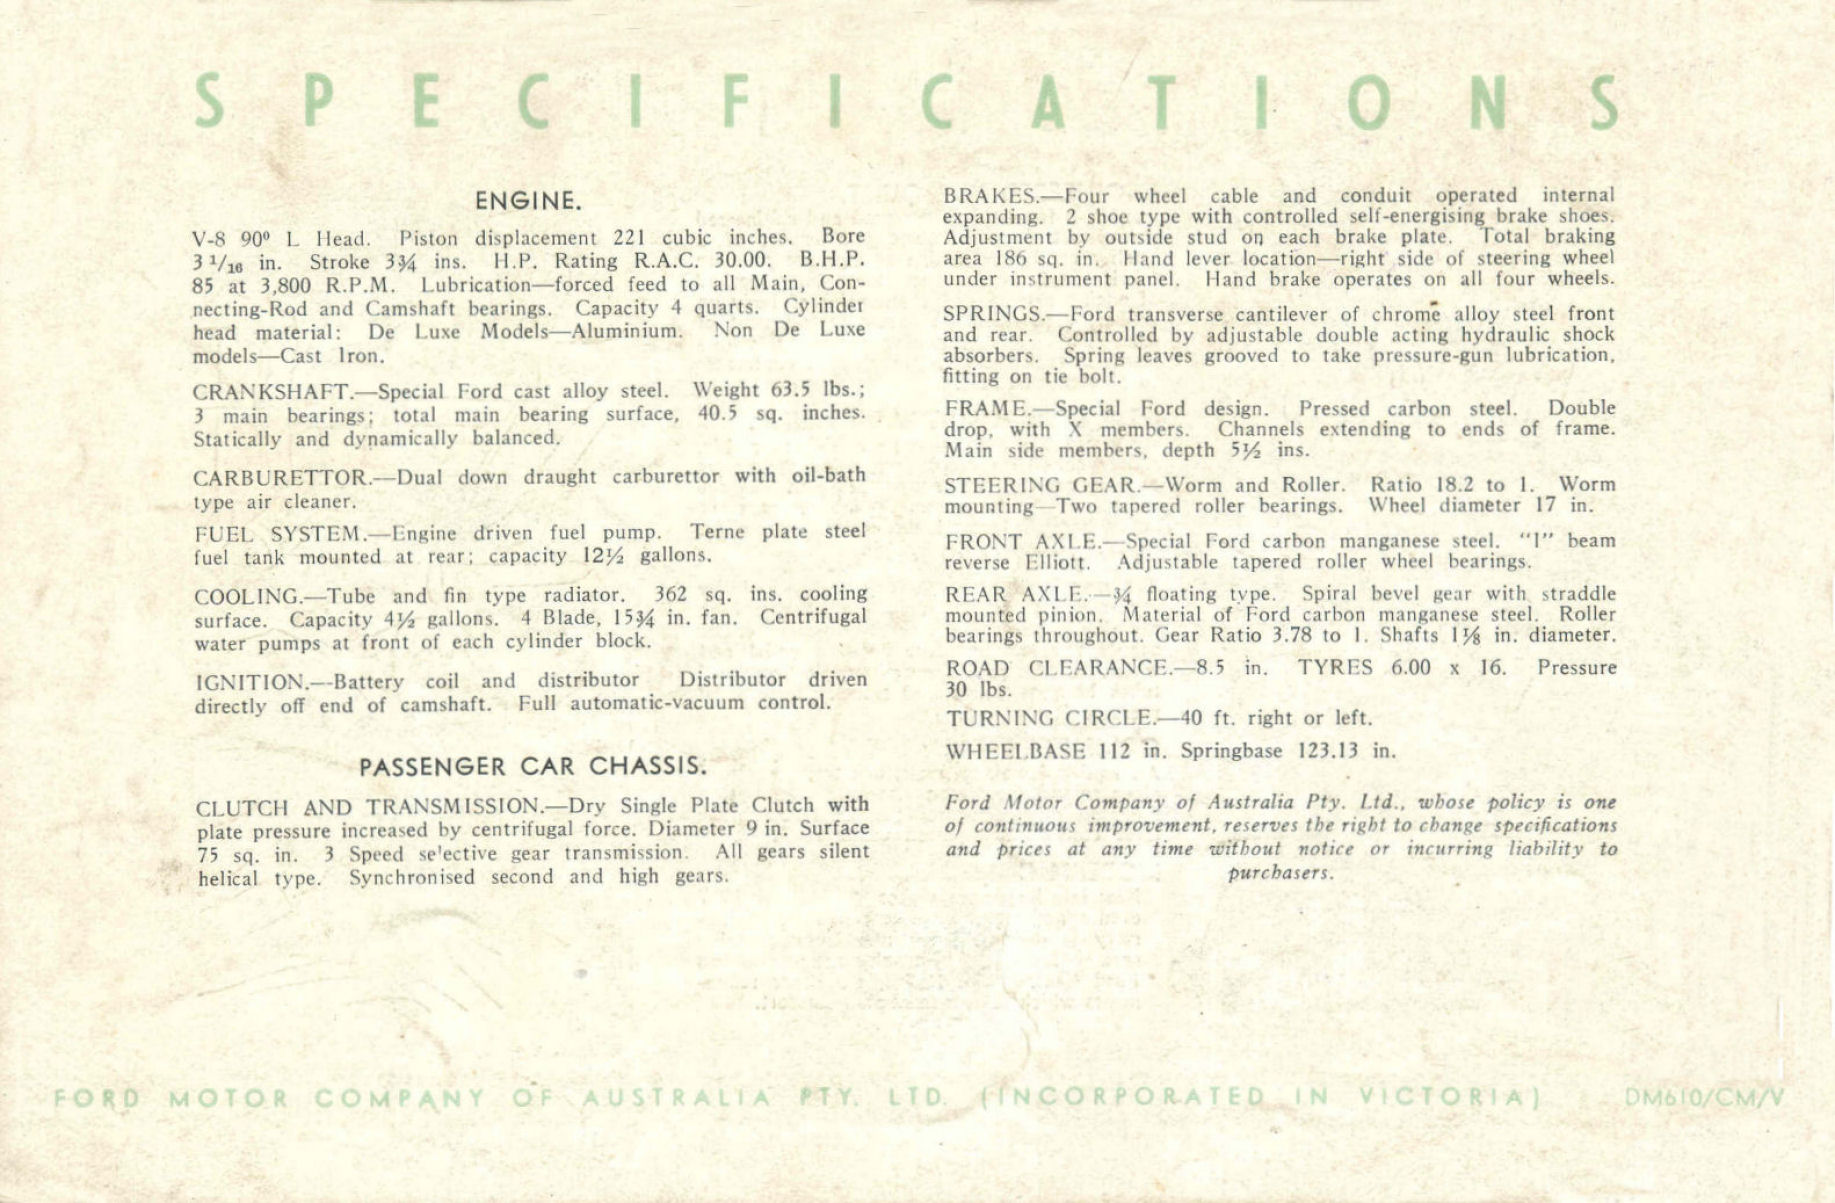 SPECIFICATIONS
ENGINE.
V-8 90⁰ L Head. Piston displacement 221 cubic inches. Bore
3 1/16 in. Stroke 3¾ ins. H.P. Rating R.A.C. 30.00. B.H.P.
85 at 3,800 R.P.M. Lubrication—forced feed to all Main, Con-
necting-Rod and Camshaft bearings. Capacity 4 quarts. Cylinder
head material: De Luxe Models—Aluminium. Non De Luxe
models—Cast Iron.
CRANKSHAFT.—Special Ford cast alloy steel. Weight 63.5 lbs.;
3 main bearings; total main bearing surface, 40.5 sq. inches.
Statically and dynamically balanced.
CARBURETTOR.—Dual down draught carburettor with oil-bath
type air cleaner.
FUEL SYSTEM.—Engine driven fuel pump. Terne plate steel
fuel tank mounted at rear; capacity 12½ gallons.
COOLING.—Tube and fin type radiator. 362 sq. ins. cooling
surface. Capacity 4½ gallons. 4 Blade, 15¾ in. fan. Centrifugal
water pumps at front of each cylinder block.
IGNITION.—Battery coil and distributor Distributor driven
directly off end of camshaft. Full automatic-vacuum control.
PASSENGER CAR CHASSIS.
CLUTCH AND TRANSMISSION.—Dry Single Plate Clutch with
plate pressure increased by centrifugal force. Diameter 9 in. Surface
75 sq. in. 3 Speed se'ective gear transmission. All gears silent
helical type. Synchronised second and high gears.
BRAKES.—Four wheel cable and conduit operated internal
expanding. 2 shoe type with controlled self-energising brake shoes.
Adjustment by outside stud on each brake plate. Total braking
area 186 sq. in. Hand lever location—right side of steering wheel
under instrument panel. Hand brake operates on all four wheels.
SPRINGS.—Ford transverse cantilever of chrome alloy steel front
and rear. Controlled by adjustable double acting hydraulic shock
absorbers. Spring leaves grooved to take pressure-gun lubrication,
fitting on tie bolt.
FRAME.—Special Ford design. Pressed carbon steel. Double
drop, with X members. Channels extending to ends of frame.
Main side members, depth 5½ ins.
STEERING GEAR.—Worm and Roller. Ratio 18.2 to 1. Worm
mounting—Two tapered roller bearings. Wheel diameter 17 in.
FRONT AXLE.—Special Ford carbon manganese steel. "I" beam
reverse Elliott. Adjustable tapered roller wheel bearings.
REAR AXLE.—¾ floating type. Spiral bevel gear with straddle
mounted pinion. Material of Ford carbon manganese steel. Roller
bearings throughout. Gear Ratio 3.78 to 1. Shafts 1⅛ in. diameter.
ROAD CLEARANCE.—8.5 in. TYRES 6.00 x 16. Pressure
30 lbs.
TURNING CIRCLE.—40 ft. right or left.
WHEELBASE 112 in. Springbase 123.13 in.
Ford Motor Company of Australia Pty. Ltd., whose policy is one
of continuous improvement, reserves the right to change specifications
and prices at any time without notice or incurring liability to
purchasers.
FORD MOTOR COMPANY OF AUSTRALIA PTY. LTD. (INCORPORATED IN VICTORIA) DM610/CM/V